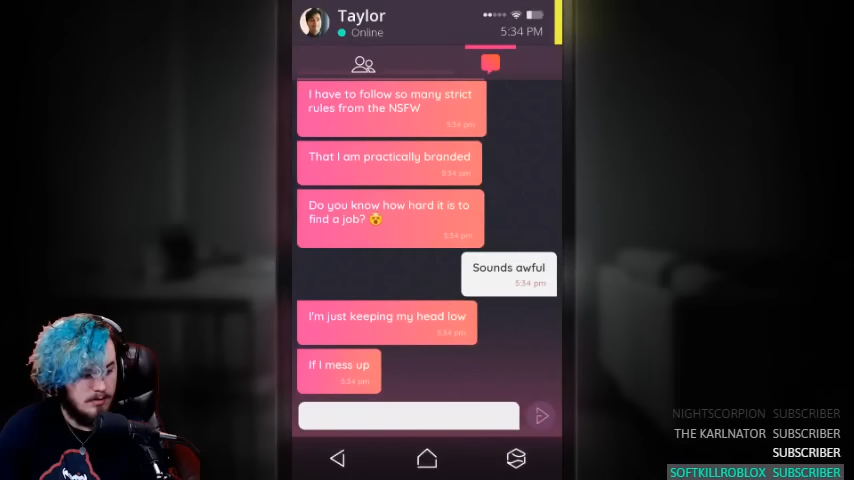 Taylor
Online
5:34 PM
I have to follow so many strict
rules from the NSFW
5:34 pm
That I am practically branded
5:34 pm
Do you know how hard it is to
find a job? 😯
5:34 pm
Sounds awful
5:34 pm
I'm just keeping my head low
5:34 pm
If I mess up
5:34 pm
NIGHTSCORPION SUBSCRIBER
THE KARLNATOR SUBSCRIBER
SUBSCRIBER
SOFTKILLROBLOX SUBSCRIBER